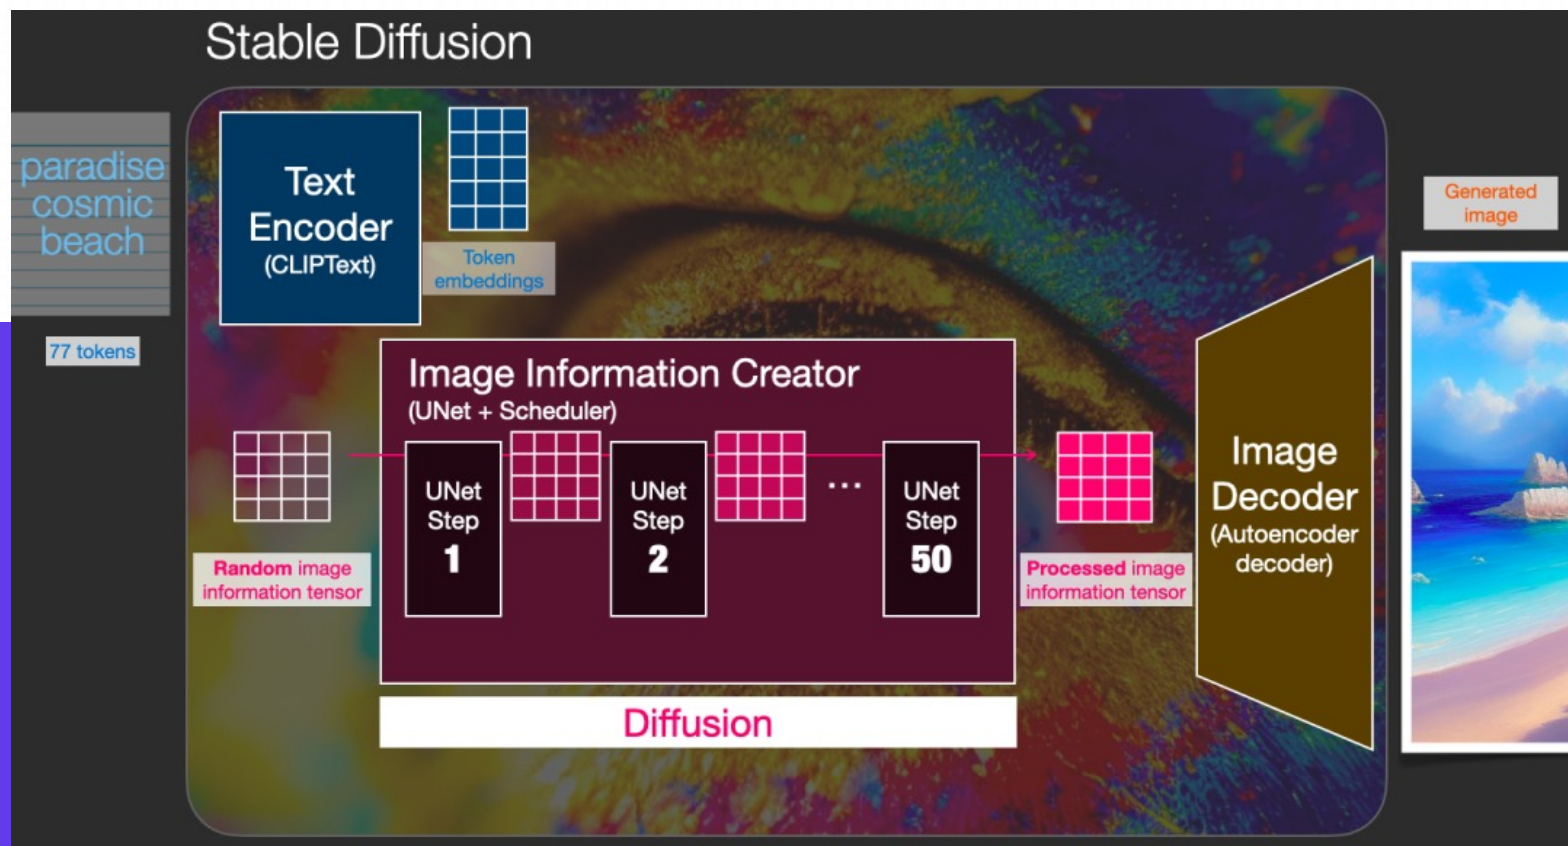 Stable Diffusion
paradise
cosmic
beach
77 tokens
Text
Encoder
(CLIPText)
Token
embeddings
Image Information Creator
(UNet + Scheduler)
UNet
Step
1
UNet
Step
2
...
UNet
Step
50
Random image
information tensor
Processed image
information tensor
Diffusion
Image
Decoder
(Autoencoder
decoder)
Generated
image